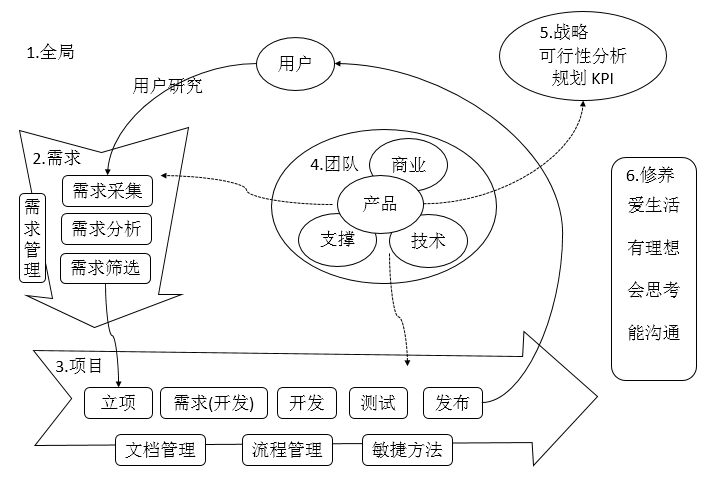 1.全局
用户
5.战略
可行性分析
规划 KPI
用户研究
2.需求
需求采集
需求分析
需求筛选
需
求
管
理
4.团队
商业
产品
支撑
技术
6.修养
爱生活
有理想
会思考
能沟通
3.项目
立项
需求(开发)
开发
测试
发布
文档管理
流程管理
敏捷方法